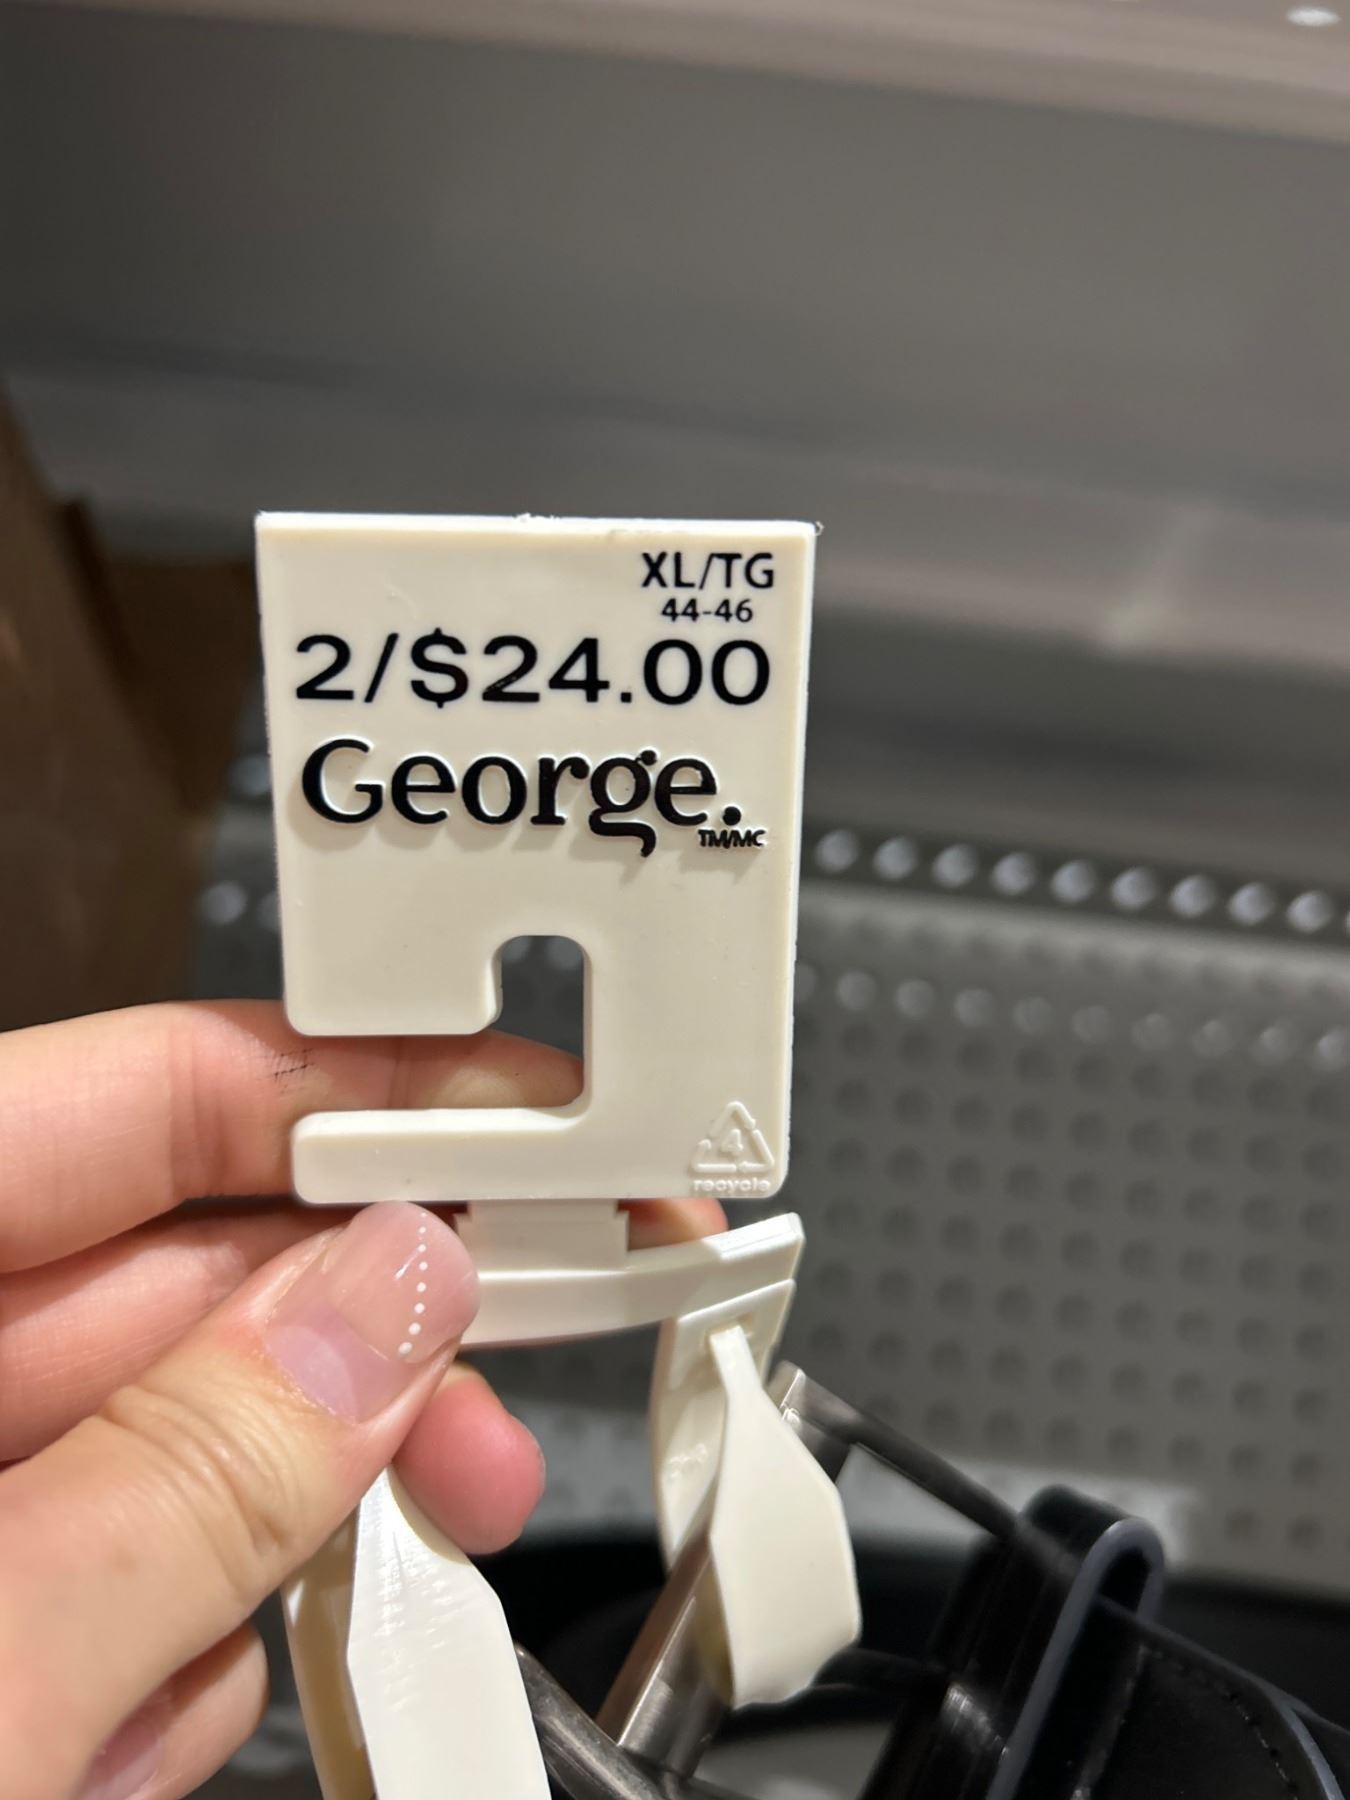 XL/TG
44-46
2/$24.00
George.
TM/MC
4
recycle